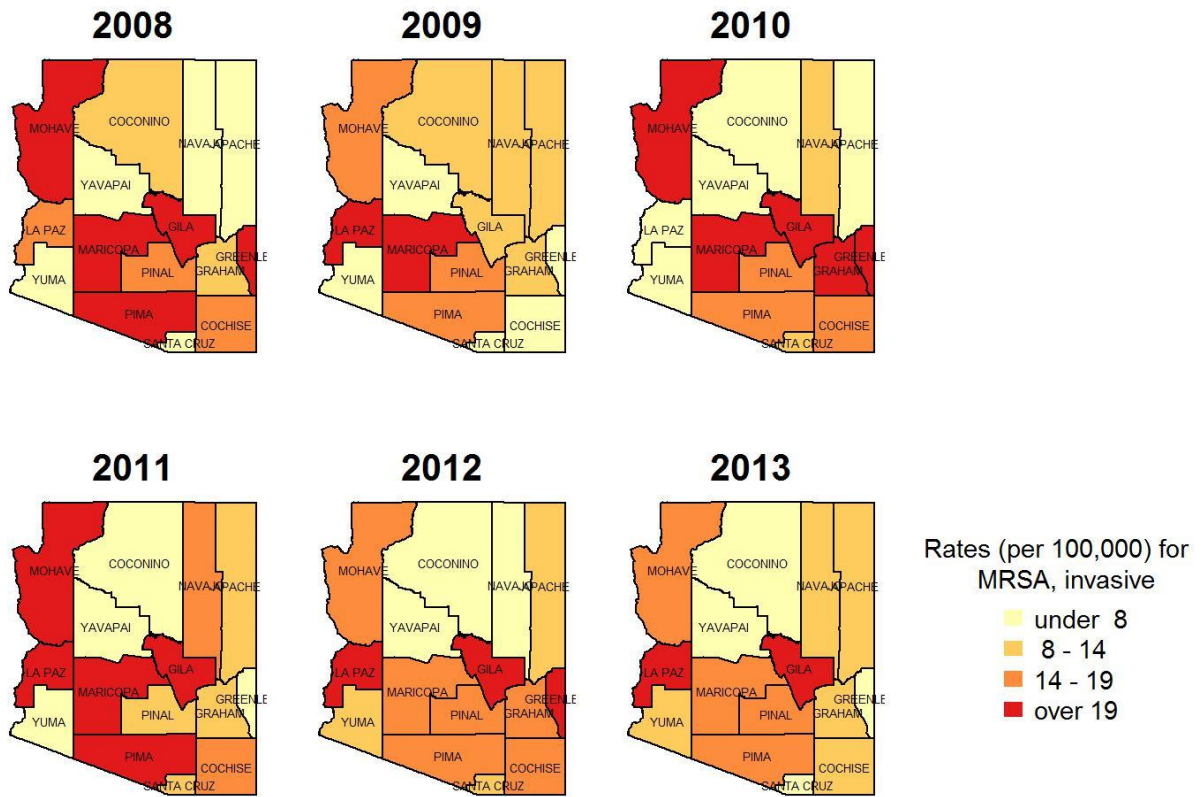 2008
COCONINO
MOHAVE
NAVAJO
APACHE
YAVAPAI
LA PAZ
GILA
MARICOPA
GREENLE
YUMA
PINAL
GRAHAM
PIMA
COCHISE
SANTA CRUZ
2009
COCONINO
MOHAVE
NAVAJO
APACHE
YAVAPAI
LA PAZ
GILA
MARICOPA
GREENLE
YUMA
PINAL
GRAHAM
PIMA
COCHISE
SANTA CRUZ
2010
COCONINO
MOHAVE
NAVAJO
APACHE
YAVAPAI
LA PAZ
GILA
MARICOPA
GREENLE
YUMA
PINAL
GRAHAM
PIMA
COCHISE
SANTA CRUZ
2011
COCONINO
MOHAVE
NAVAJO
APACHE
YAVAPAI
LA PAZ
GILA
MARICOPA
GREENLE
YUMA
PINAL
GRAHAM
PIMA
COCHISE
SANTA CRUZ
2012
COCONINO
MOHAVE
NAVAJO
APACHE
YAVAPAI
LA PAZ
GILA
MARICOPA
GREENLE
YUMA
PINAL
GRAHAM
PIMA
COCHISE
SANTA CRUZ
2013
COCONINO
MOHAVE
NAVAJO
APACHE
YAVAPAI
LA PAZ
GILA
MARICOPA
GREENLE
YUMA
PINAL
GRAHAM
PIMA
COCHISE
SANTA CRUZ
Rates (per 100,000) for
MRSA, invasive
under 8
8 - 14
14 - 19
over 19